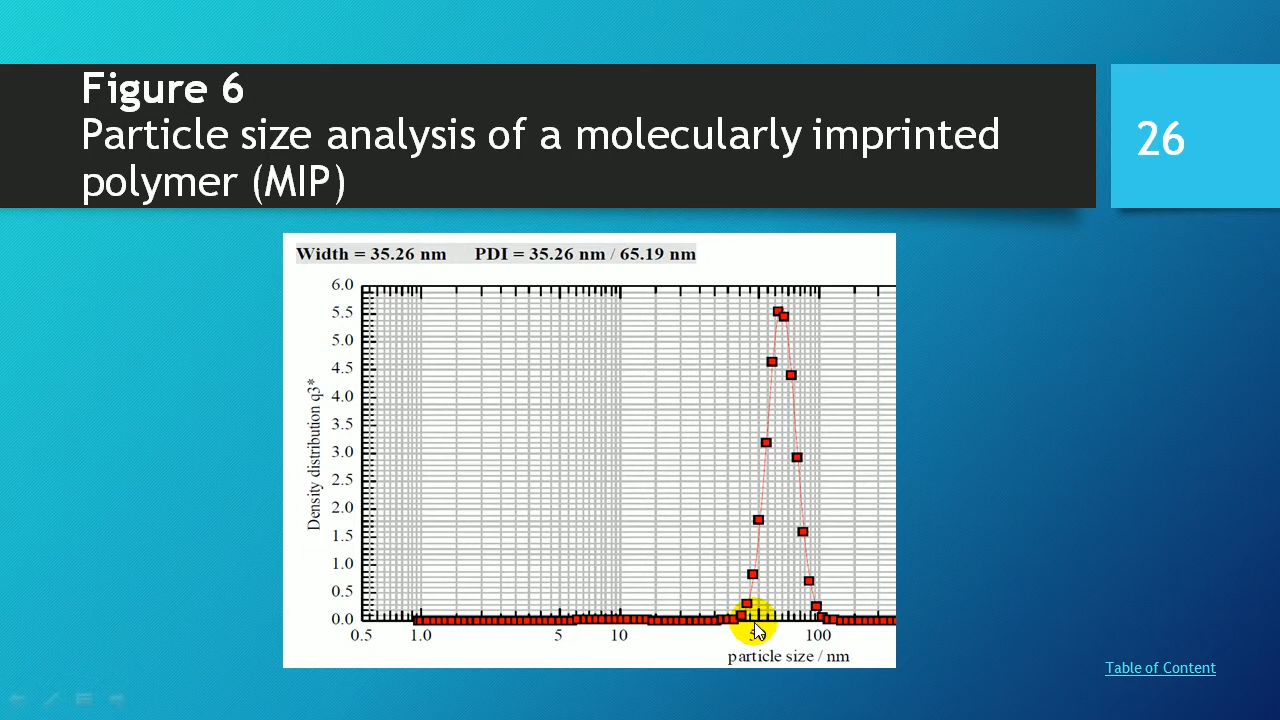 Figure 6
Particle size analysis of a molecularly imprinted
polymer (MIP)
26
Width = 35.26 nm PDI = 35.26 nm / 65.19 nm
6.0
5.5
5.0
4.5
4.0
3.5
3.0
2.5
2.0
1.5
1.0
0.5
0.0
Density distribution q3*
0.5 1.0 5 10 100
particle size / nm
Table of Content